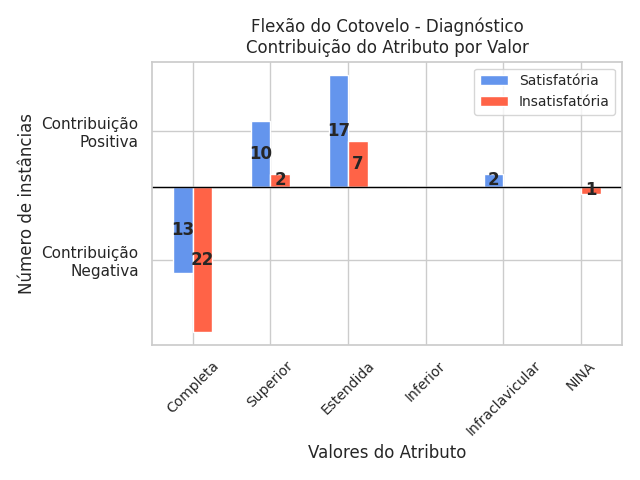 Flexão do Cotovelo - Diagnóstico
Contribuição do Atributo por Valor
Satisfatória
Insatisfatória
Contribuição
Positiva
Contribuição
Negativa
Número de instâncias
13
22
10
2
17
7
2
1
Completa
Superior
Estendida
Inferior
Infraclavicular
NINA
Valores do Atributo